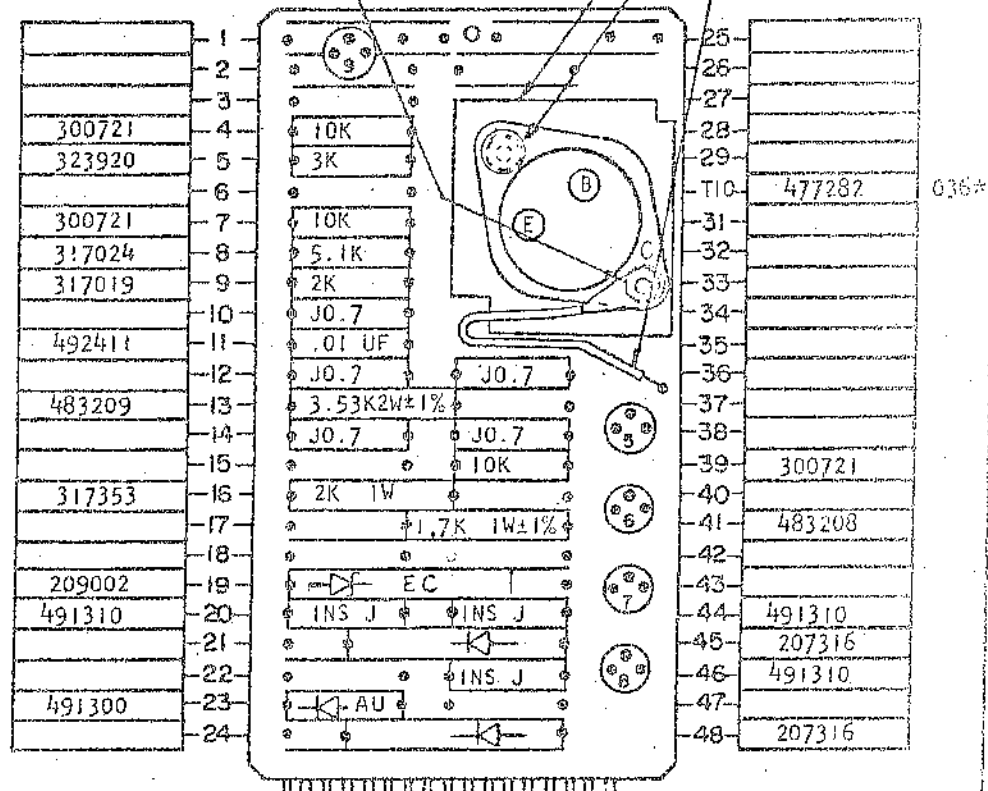 1 25
9
2 26
3 27
300721 4 10K 28
323920 5 3K 29
6 B T10 477282 036*
300721 7 10K E 31
317024 8 5.1K C 32
317019 9 2K 33
10 J0.7 34
492411 11 .01 UF 35
12 J0.7 J0.7 36
483209 13 3.53K2W±1% 37
14 J0.7 J0.7 5 38
15 10K 39 300721
317353 16 2K 1W 40
17 1.7K 1W±1% 6 41 483208
18 42
209002 19 EC 43
491310 20 INS J INS J 7 44 491310
21 45 207316
22 INS J 8 46 491310
491300 23 AU 47
24 48 207316